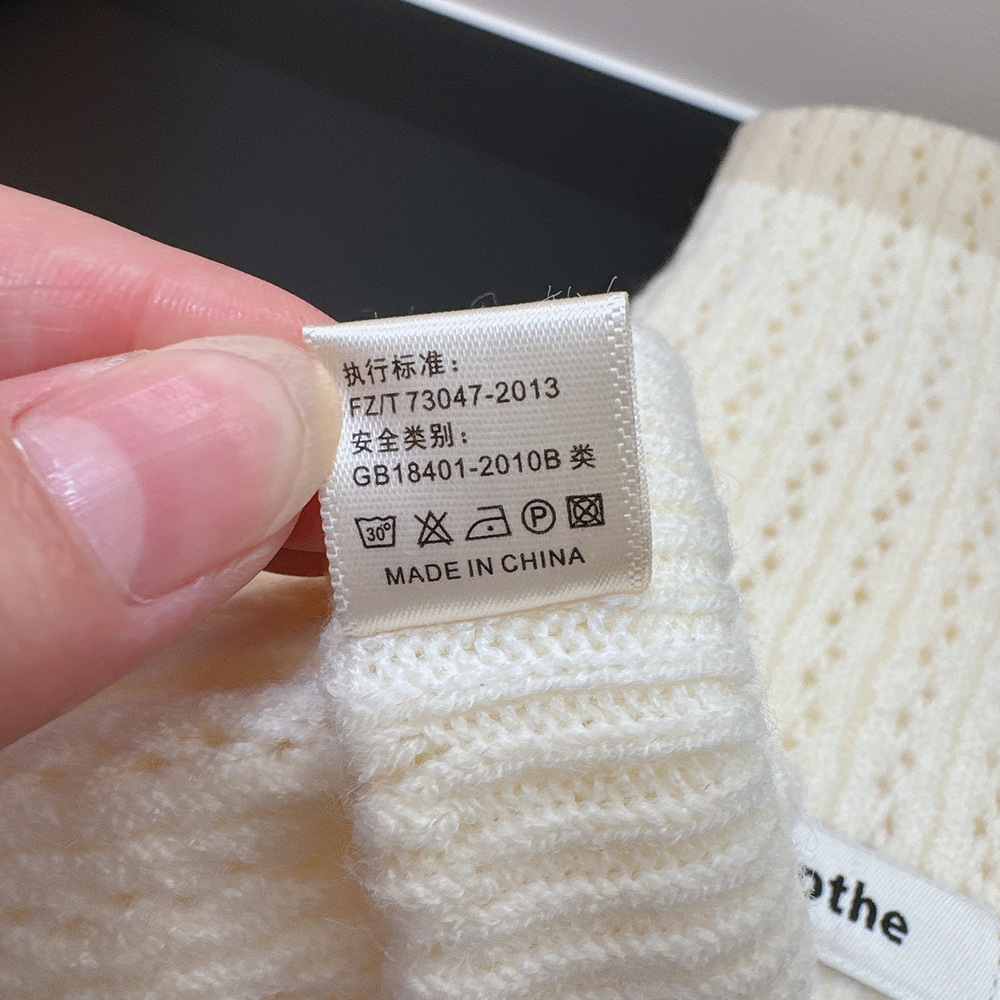 执行标准：
FZ/T 73047-2013
安全类别：
GB18401-2010B 类
30°
P
MADE IN CHINA
othe